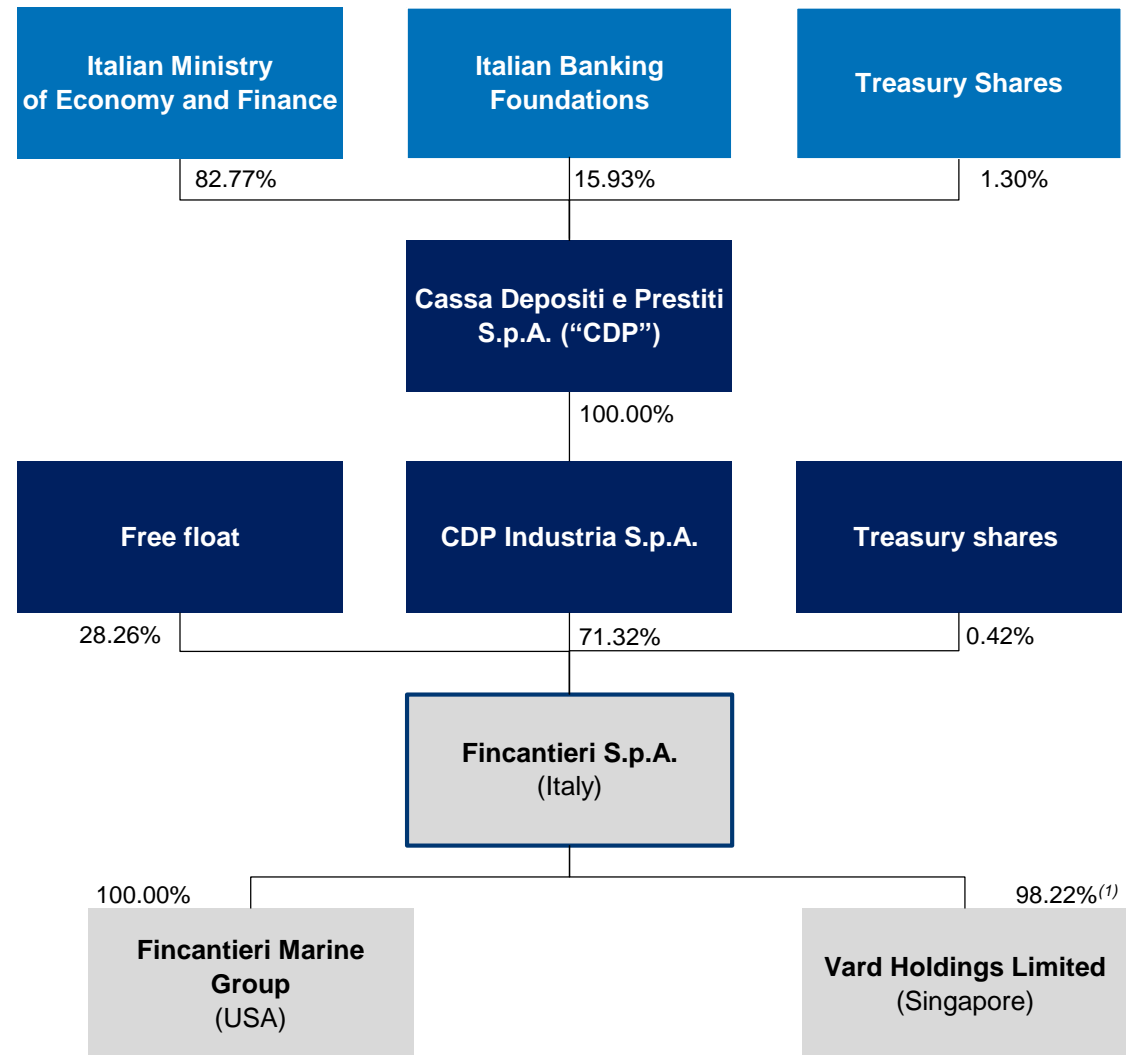 Italian Ministry
of Economy and Finance
Italian Banking
Foundations
Treasury Shares
82.77%
15.93%
1.30%
Cassa Depositi e Prestiti
S.p.A. (“CDP”)
100.00%
Free float
CDP Industria S.p.A.
Treasury shares
28.26%
71.32%
0.42%
Fincantieri S.p.A.
(Italy)
100.00%
98.22%(1)
Fincantieri Marine
Group
(USA)
Vard Holdings Limited
(Singapore)